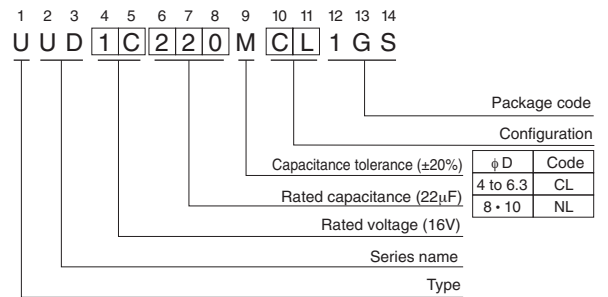 1 2 3 4 5 6 7 8 9 10 11 12 13 14
U U D 1 C 2 2 0 M C L 1 G S
Package code
Configuration
φ D Code
4 to 6.3 CL
8 • 10 NL
Capacitance tolerance (±20%)
Rated capacitance (22µF)
Rated voltage (16V)
Series name
Type